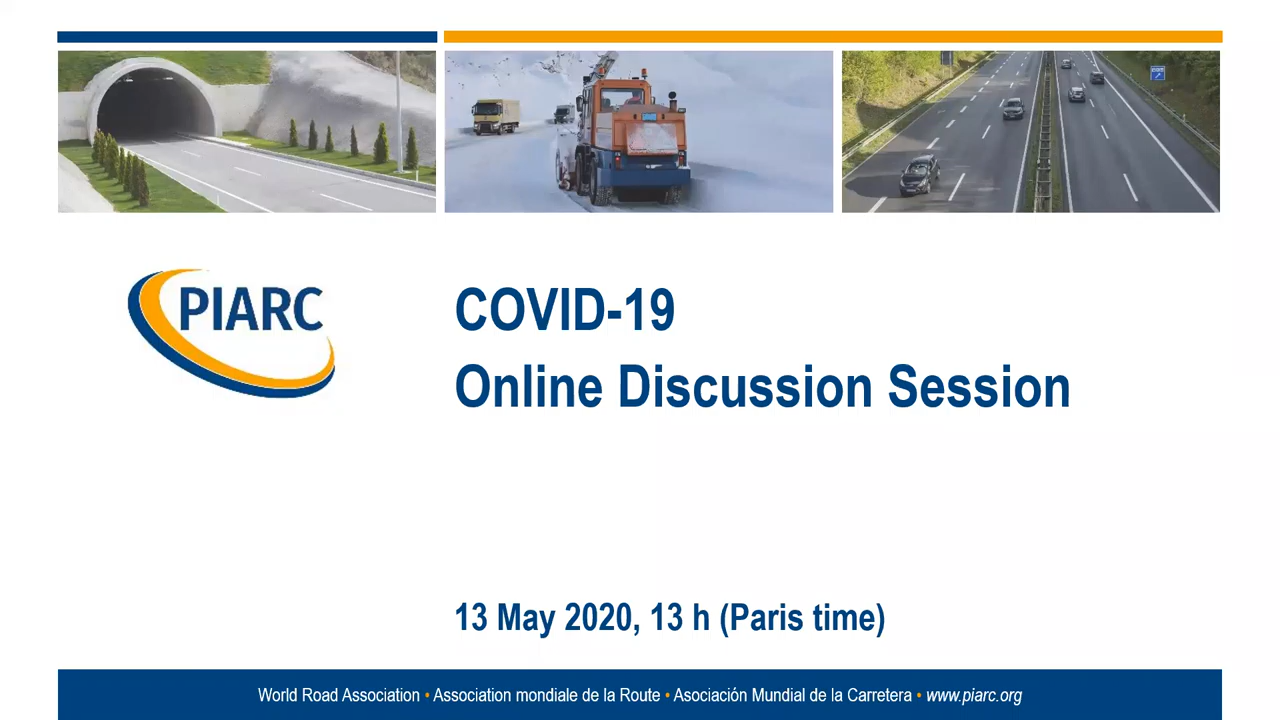 PIARC
COVID-19
Online Discussion Session
13 May 2020, 13 h (Paris time)
World Road Association • Association mondiale de la Route • Asociación Mundial de la Carretera • www.piarc.org